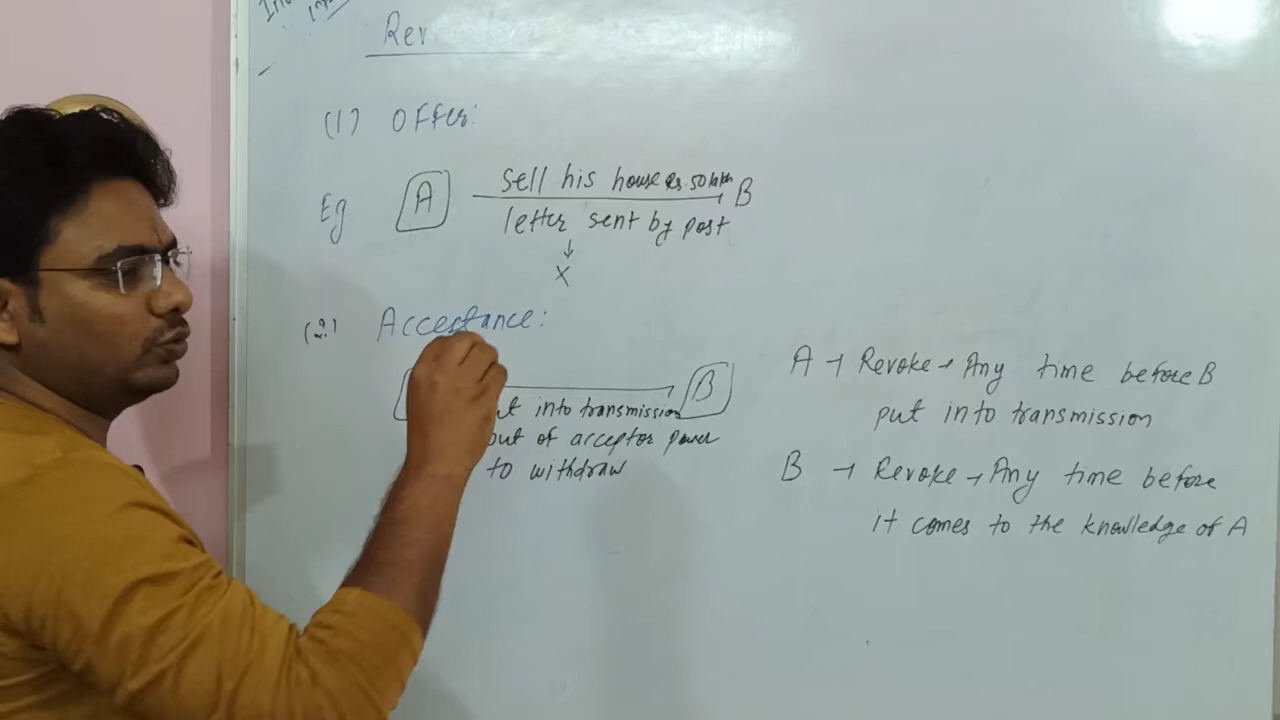 Rev
(1) Offer:
Eg A sell his house Rs. 50 lakh B
letter sent by post
↓
X
(2.) Acceptance:
B
into transmission
out of acceptor power
to withdraw
A → Revoke → Any time before B
put into transmission
B → Revoke → Any time before
it comes to the knowledge of A